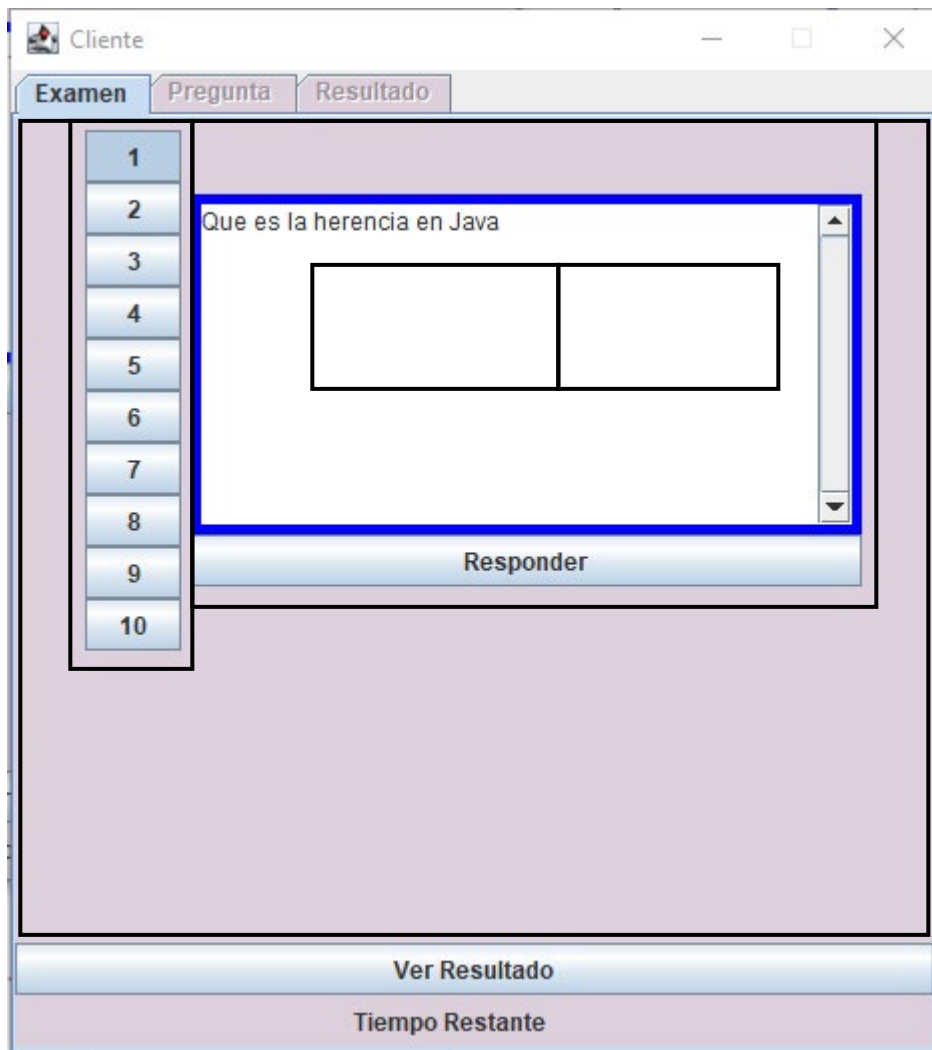 Cliente
Examen Pregunta Resultado
1
2
3
4
5
6
7
8
9
10
Que es la herencia en Java
Responder
Ver Resultado
Tiempo Restante